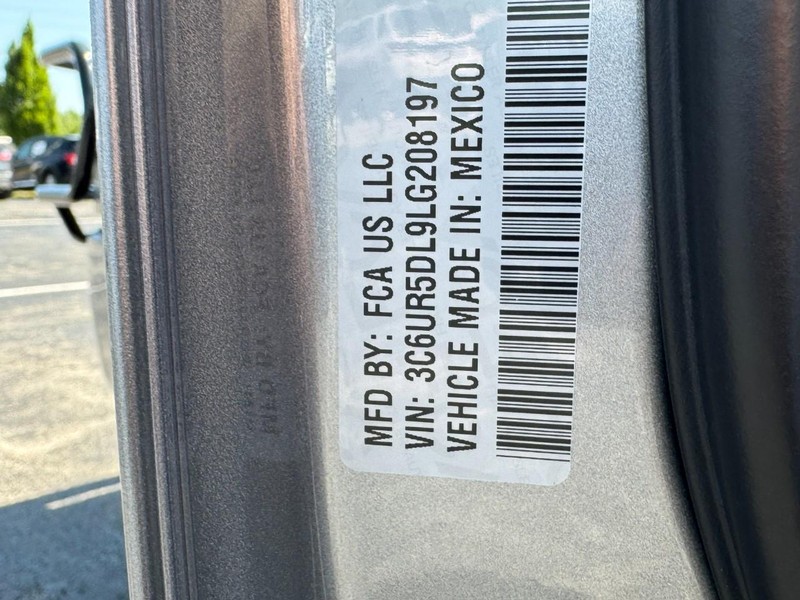 MFD BY: FCA US LLC
VIN: 3C6UR5DL9LG208197
VEHICLE MADE IN: MEXICO